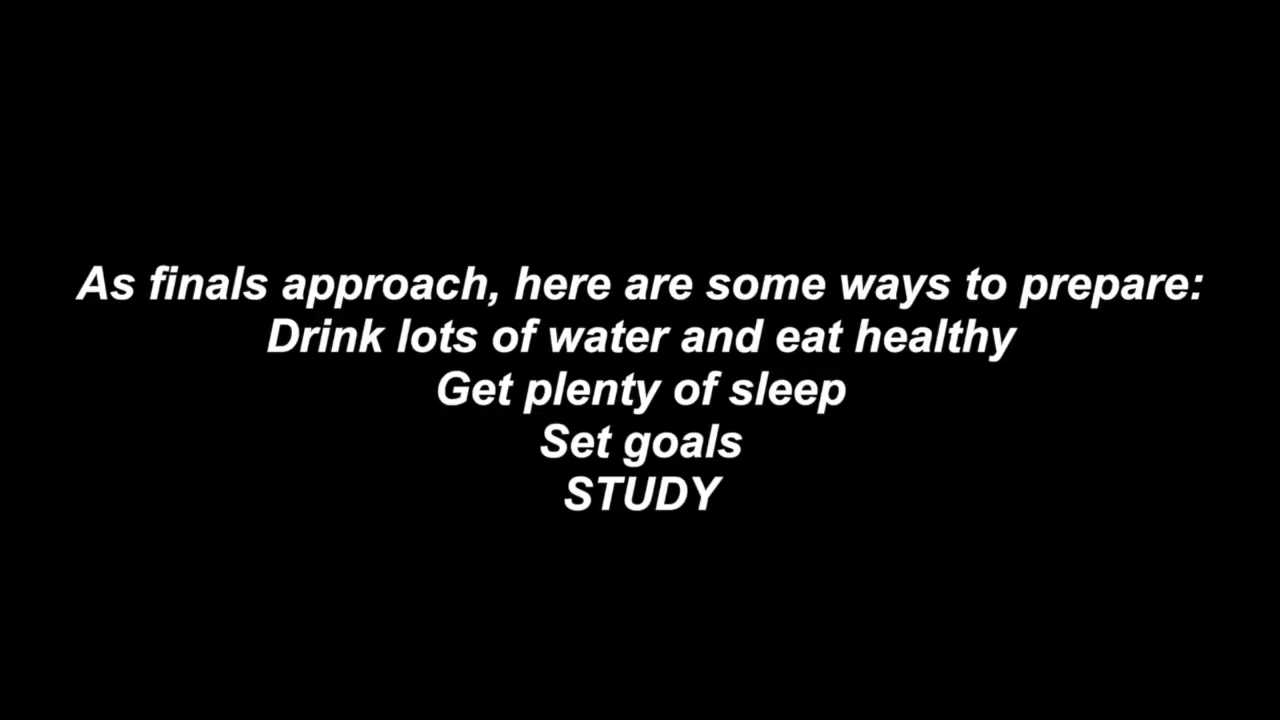 As finals approach, here are some ways to prepare:
Drink lots of water and eat healthy
Get plenty of sleep
Set goals
STUDY